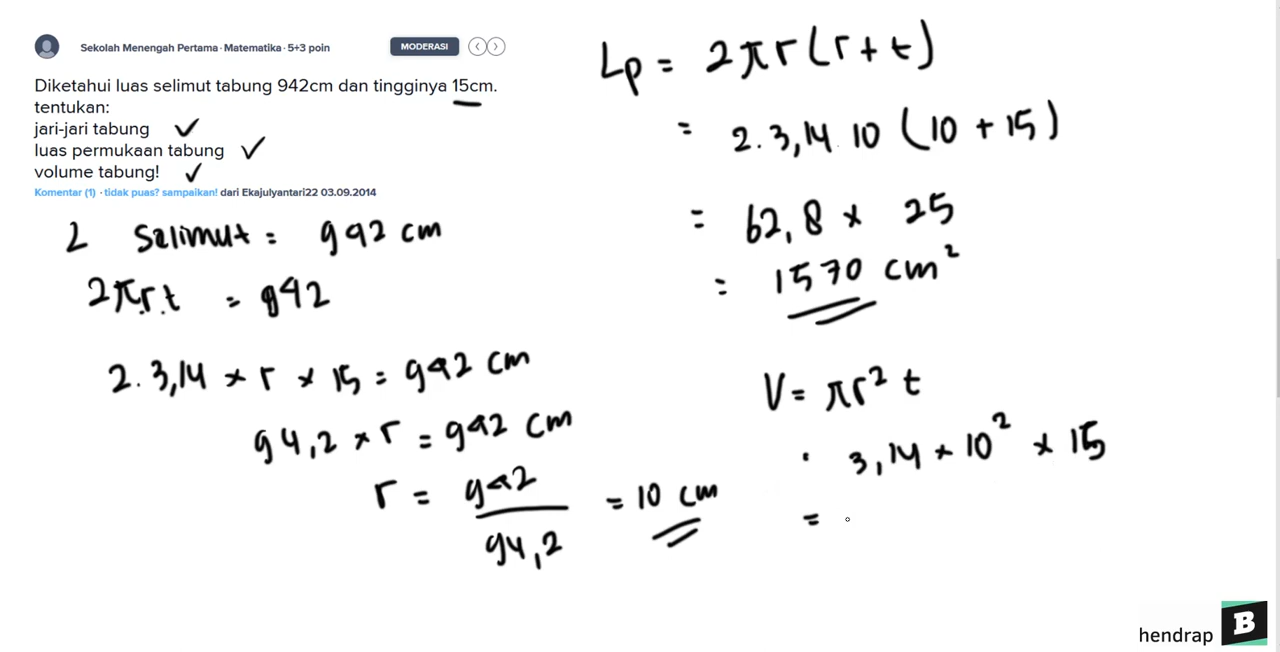 Sekolah Menengah Pertama · Matematika · 5+3 poin
MODERASI
Diketahui luas selimut tabung 942cm dan tingginya 15cm.
tentukan:
jari-jari tabung ✓
luas permukaan tabung ✓
volume tabung! ✓
Komentar (1) · tidak puas? sampaikan! dari Ekajulyantari22 03.09.2014
L selimut = 942 cm
2πr.t = 942
2. 3,14 × r × 15 = 942 cm
94,2 × r = 942 cm
r = 942/94,2 = 10 cm
Lp = 2πr(r+t)
= 2. 3,14. 10 (10 + 15)
= 62,8 × 25
= 1570 cm²
V = πr² t
3,14 × 10² × 15
=
hendrap B